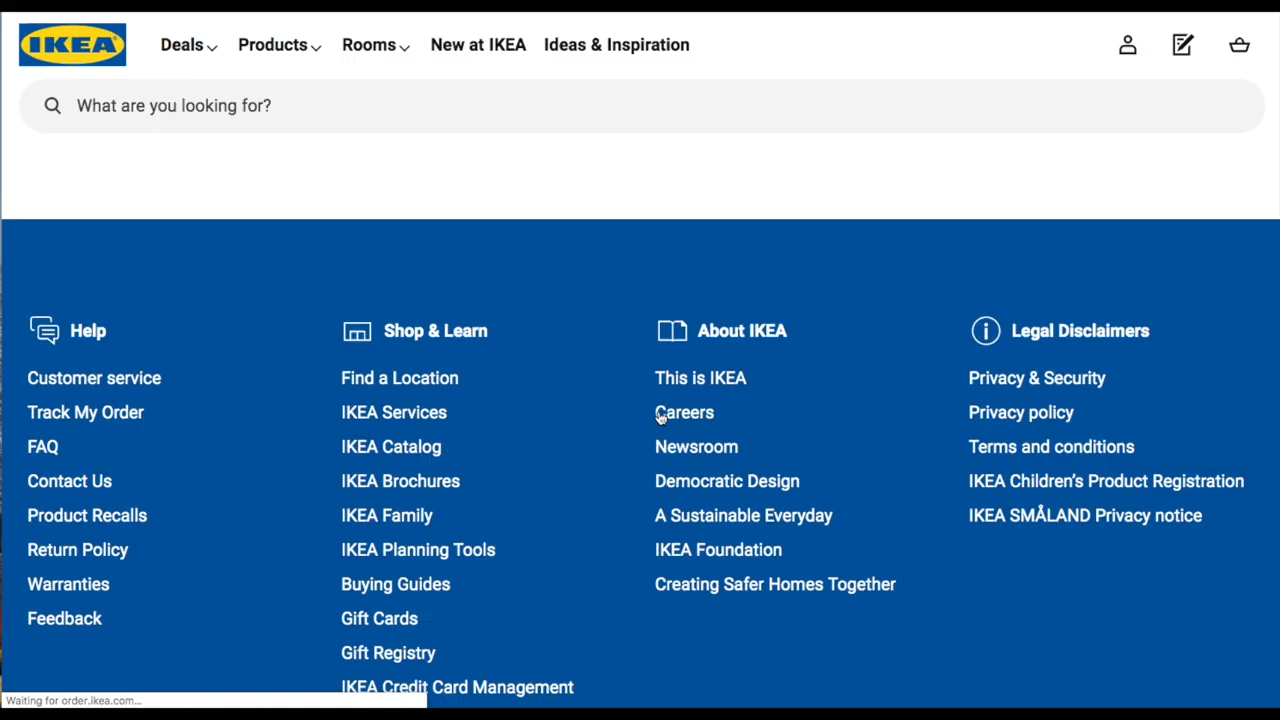 IKEA
Deals Products Rooms New at IKEA Ideas & Inspiration
What are you looking for?
Help
Customer service
Track My Order
FAQ
Contact Us
Product Recalls
Return Policy
Warranties
Feedback
Shop & Learn
Find a Location
IKEA Services
IKEA Catalog
IKEA Brochures
IKEA Family
IKEA Planning Tools
Buying Guides
Gift Cards
Gift Registry
IKEA Credit Card Management
About IKEA
This is IKEA
Careers
Newsroom
Democratic Design
A Sustainable Everyday
IKEA Foundation
Creating Safer Homes Together
Legal Disclaimers
Privacy & Security
Privacy policy
Terms and conditions
IKEA Children's Product Registration
IKEA SMÅLAND Privacy notice
Waiting for order.ikea.com...